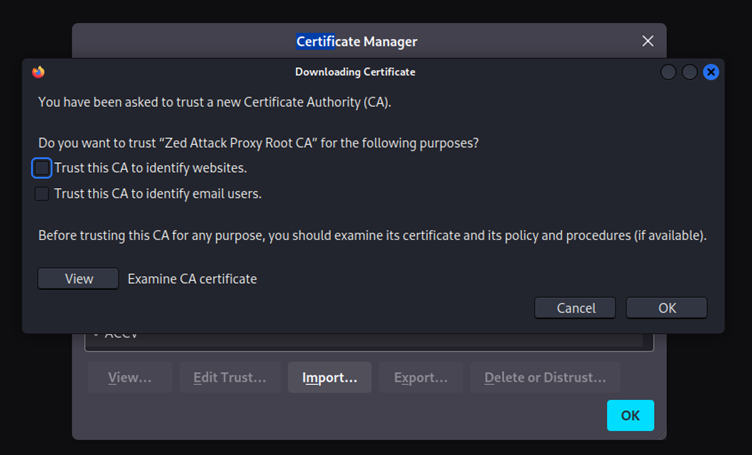 Certificate Manager
Downloading Certificate
You have been asked to trust a new Certificate Authority (CA).
Do you want to trust “Zed Attack Proxy Root CA” for the following purposes?
Trust this CA to identify websites.
Trust this CA to identify email users.
Before trusting this CA for any purpose, you should examine its certificate and its policy and procedures (if available).
View Examine CA certificate
Cancel OK
ACCV
View... Edit Trust... Import... Export... Delete or Distrust...
OK